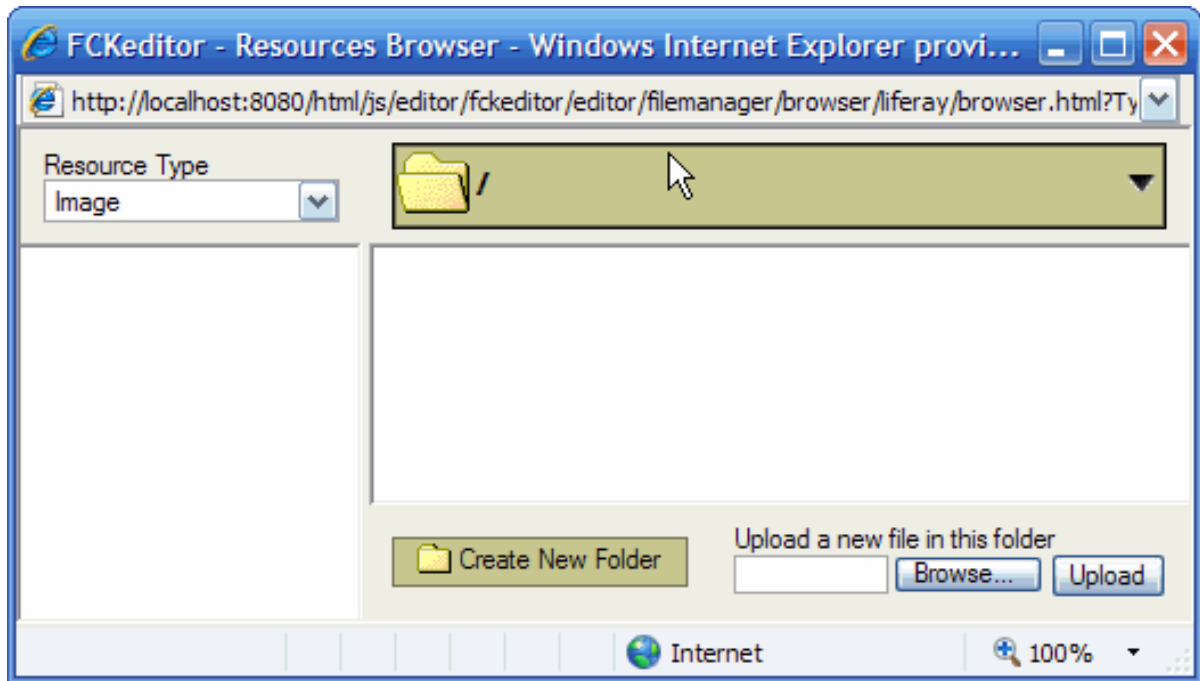 FCKeditor - Resources Browser - Windows Internet Explorer provi...
http://localhost:8080/html/js/editor/fckeditor/editor/filemanager/browser/liferay/browser.html?Ty
Resource Type
Image
/
Create New Folder
Upload a new file in this folder
Browse...
Upload
Internet
100%